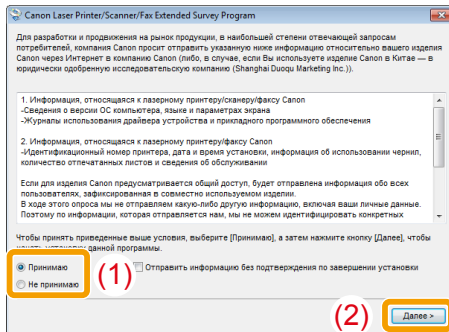 Canon Laser Printer/Scanner/Fax Extended Survey Program
Для разработки и продвижения на рынок продукции, в наибольшей степени отвечающей запросам
потребителей, компания Canon просит отправить указанную ниже информацию относительно вашего изделия
Canon через Интернет в компанию Canon (либо, в случае, если Вы используете изделие Canon в Китае — в
юридически одобренную исследовательскую компанию (Shanghai Duoqu Marketing Inc.)).
1. Информация, относящаяся к лазерному принтеру/сканеру/факсу Canon
-Сведения о версии ОС компьютера, языке и параметрах экрана
-Журналы использования драйвера устройства и прикладного программного обеспечения
2. Информация, относящаяся к лазерному принтеру/факсу Canon
-Идентификационный номер принтера, дата и время установки, информация об использовании чернил,
количество отпечатанных листов и сведения об обслуживании
Если для изделия Canon предусматривается общий доступ, будет отправлена информация обо всех
пользователях, зафиксированная в совместно используемом изделии.
В ходе этого опроса мы не отправляем какую-либо другую информацию, включая ваши личные данные.
Поэтому по информации, которая отправляется нам, мы не можем идентифицировать конкретных
Чтобы принять приведенные выше условия, выберите [Принимаю], а затем нажмите кнопку [Далее], чтобы
установку данной программы.
Принимаю
(1)
Отправить информацию без подтверждения по завершении установки
Не принимаю
(2)
Далее >